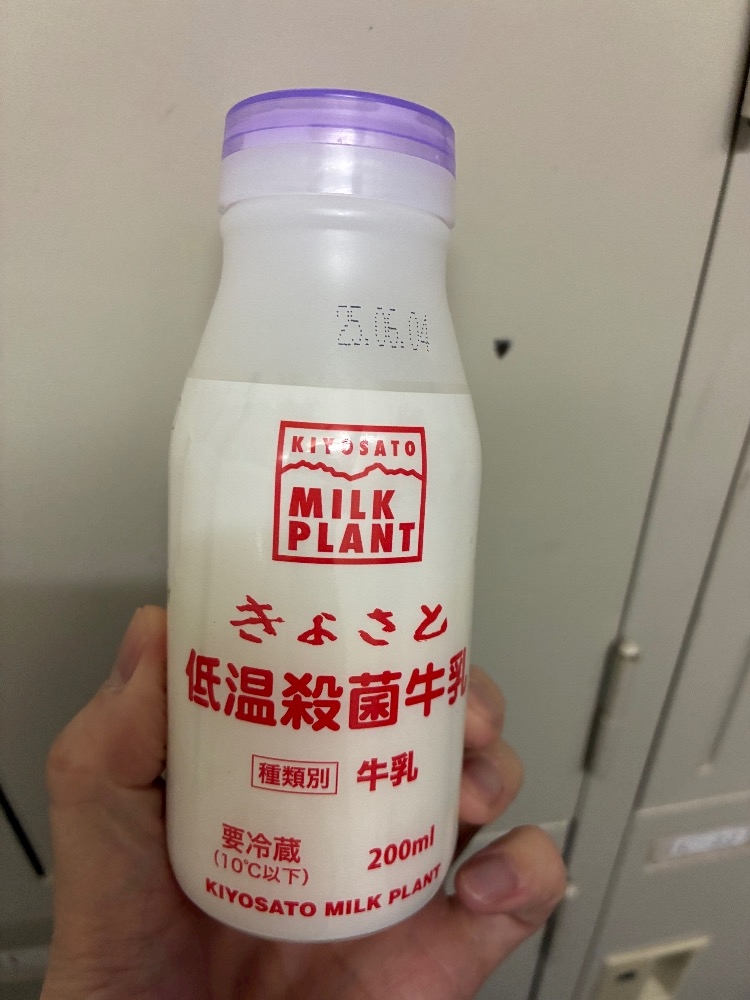 25.06.04
KIYOSATO
MILK
PLANT
きよさと
低温殺菌牛乳
種類別 牛乳
要冷蔵 200ml
(10℃以下)
KIYOSATO MILK PLANT